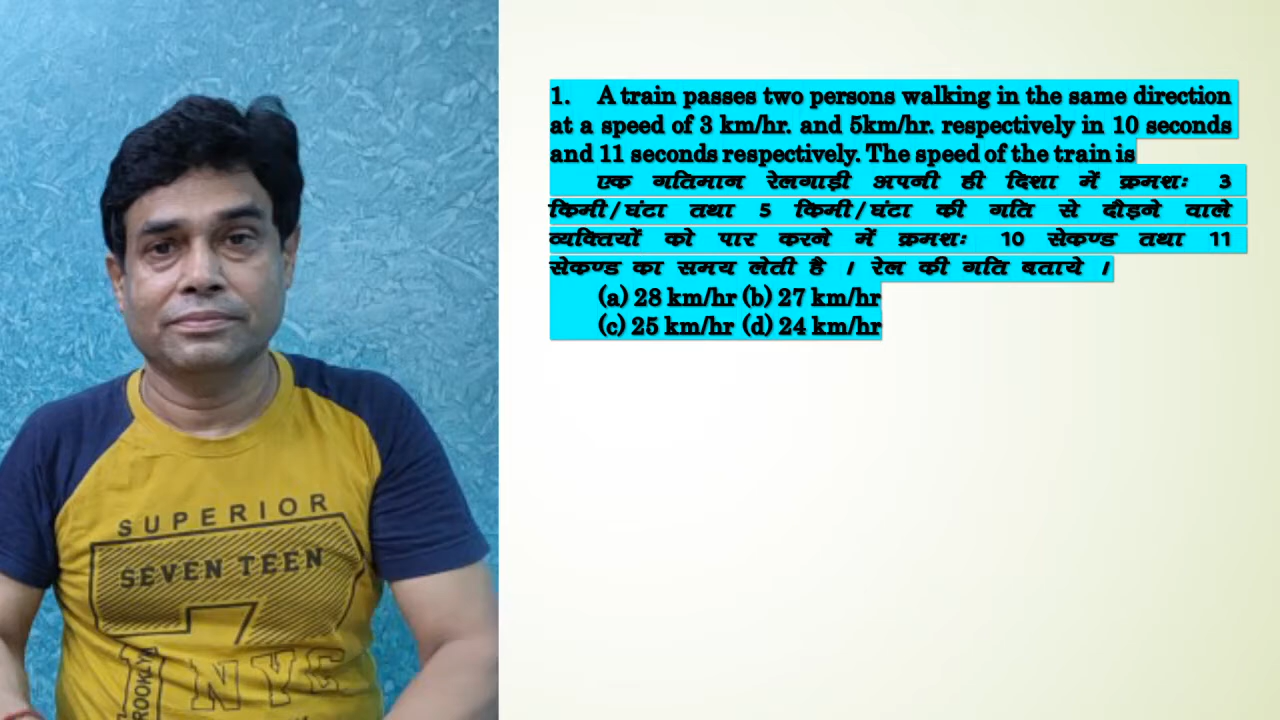 SUPERIOR
SEVEN TEEN
7
NYC
BROOKLYN
1. A train passes two persons walking in the same direction
at a speed of 3 km/hr. and 5km/hr. respectively in 10 seconds
and 11 seconds respectively. The speed of the train is
एक गतिमान रेलगाड़ी अपनी ही दिशा में क्रमशः 3
किमी/घंटा तथा 5 किमी/घंटा की गति से दौड़ने वाले
व्यक्तियों को पार करने में क्रमशः 10 सेकण्ड तथा 11
सेकण्ड का समय लेती है । रेल की गति बताये ।
(a) 28 km/hr (b) 27 km/hr
(c) 25 km/hr (d) 24 km/hr